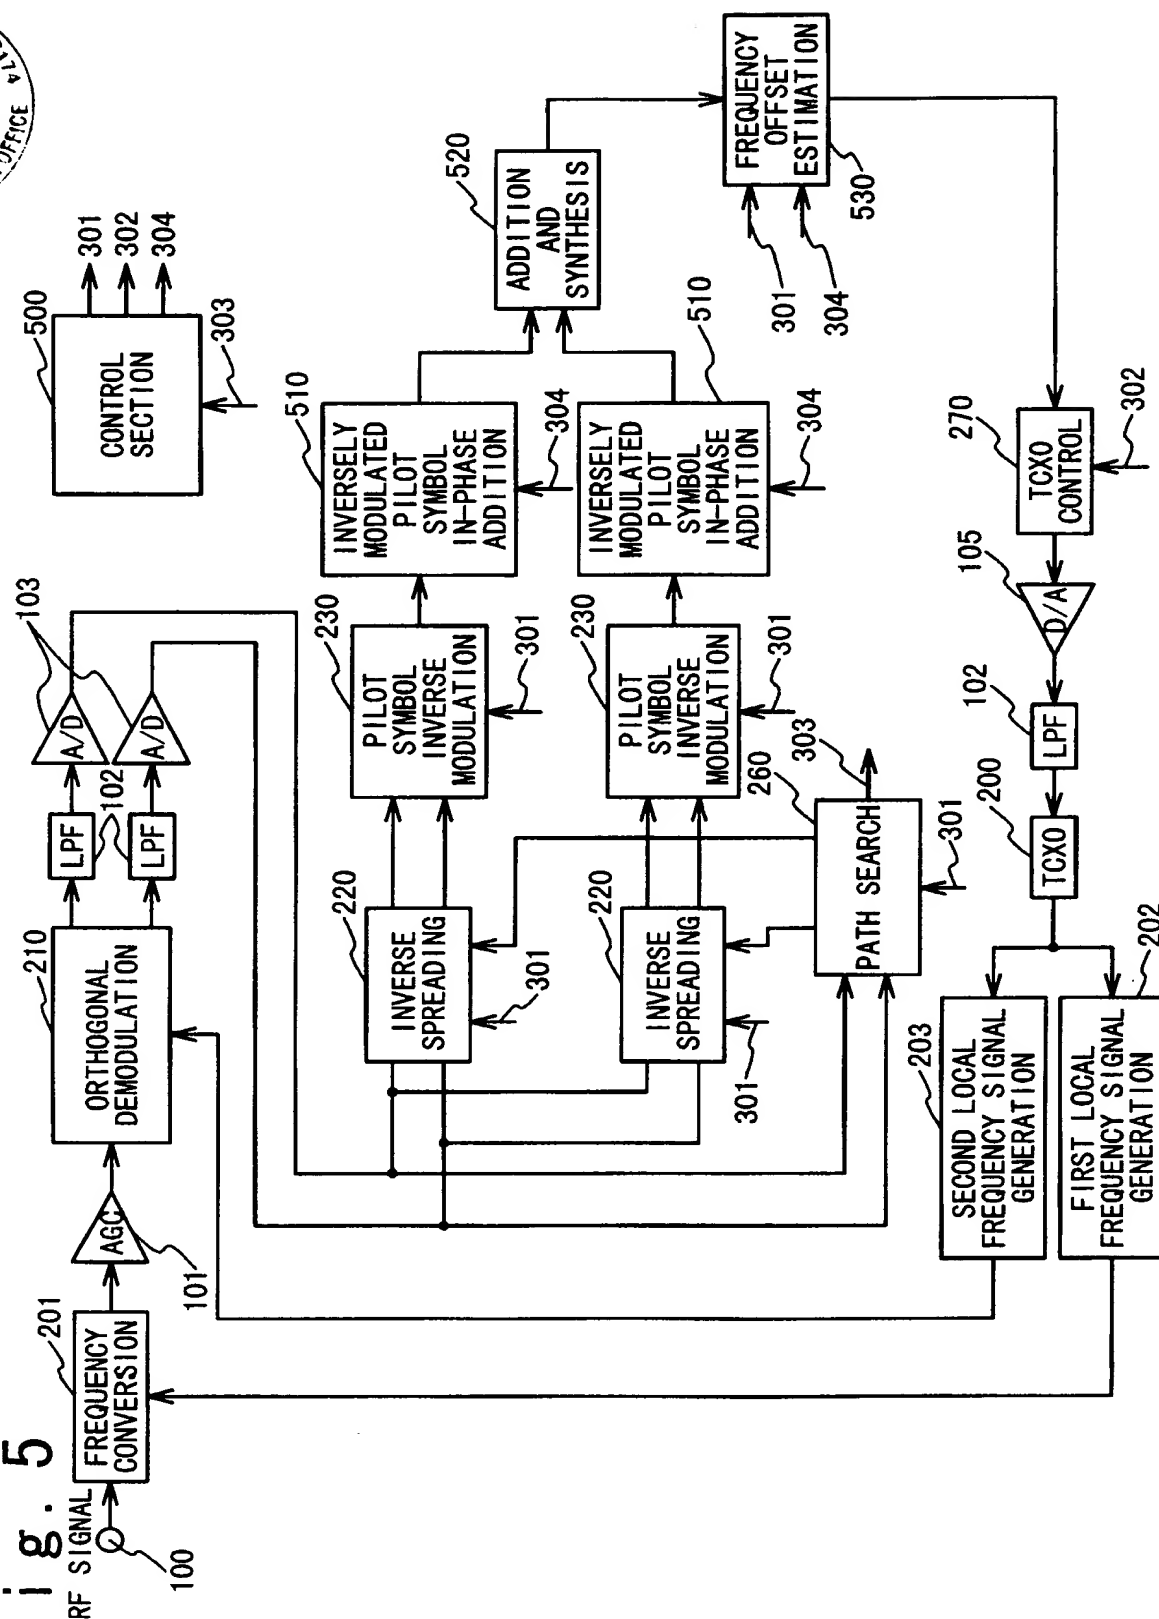 ig. 5
RF SIGNAL
100
FREQUENCY
CONVERSION
201
AGC
101
ORTHOGONAL
DEMODULATION
210
LPF
LPF
102
A/D
A/D
103
CONTROL
SECTION
500
301
302
304
303
OFFICE
INVERSE
SPREADING
220
301
PILOT
SYMBOL
INVERSE
MODULATION
230
301
INVERSELY
MODULATED
PILOT
SYMBOL
IN-PHASE
ADDITION
510
304
INVERSE
SPREADING
220
301
PILOT
SYMBOL
INVERSE
MODULATION
230
301
INVERSELY
MODULATED
PILOT
SYMBOL
IN-PHASE
ADDITION
510
304
ADDITION
AND
SYNTHESIS
520
FREQUENCY
OFFSET
ESTIMATION
530
301
304
PATH SEARCH
260
303
301
SECOND LOCAL
FREQUENCY SIGNAL
GENERATION
203
FIRST LOCAL
FREQUENCY SIGNAL
GENERATION
202
TCXO
200
LPF
102
D/A
105
TCXO
CONTROL
270
302